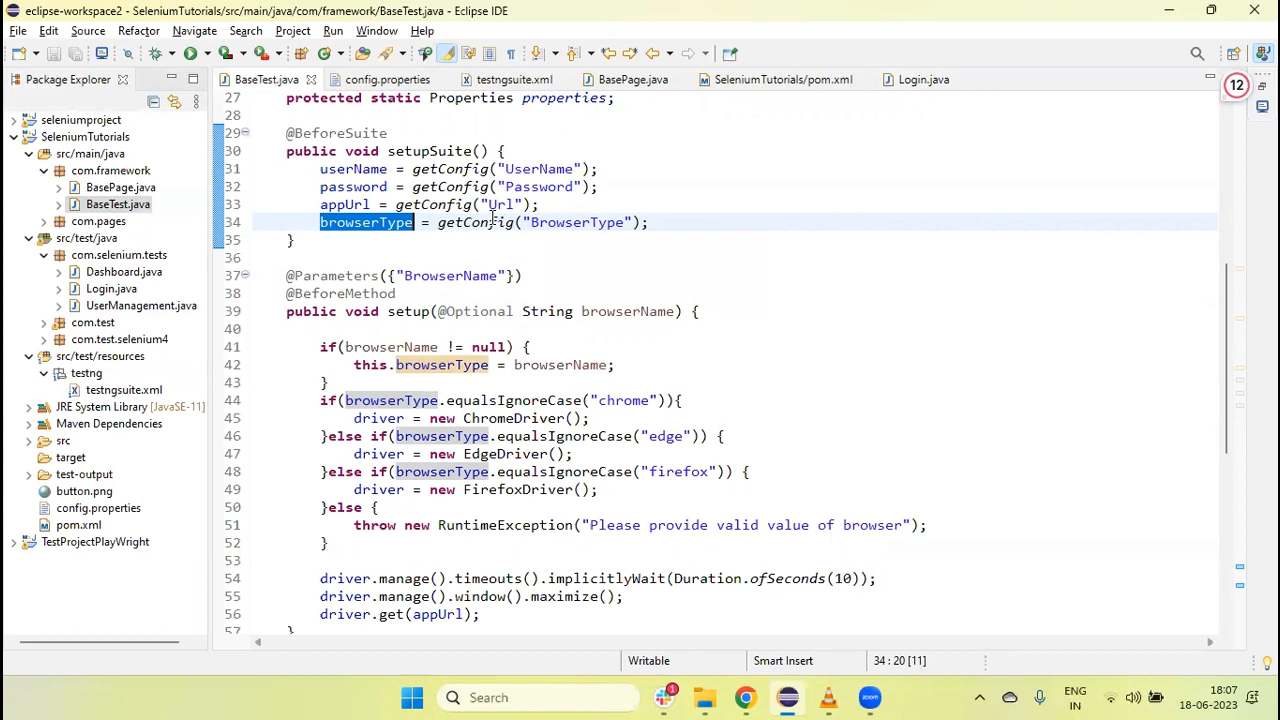 eclipse-workspace2 - SeleniumTutorials/src/main/java/com/framework/BaseTest.java - Eclipse IDE
File Edit Source Refactor Navigate Search Project Run Window Help
Package Explorer
BaseTest.java config.properties testngsuite.xml BasePage.java SeleniumTutorials/pom.xml Login.java
12
seleniumproject
SeleniumTutorials
src/main/java
com.framework
BasePage.java
BaseTest.java
com.pages
src/test/java
com.selenium.tests
Dashboard.java
Login.java
UserManagement.java
com.test
com.test.selenium4
src/test/resources
testng
testngsuite.xml
JRE System Library [JavaSE-11]
Maven Dependencies
src
target
test-output
button.png
config.properties
pom.xml
TestProjectPlayWright
27 protected static Properties properties;
28
29 @BeforeSuite
30 public void setupSuite() {
31 userName = getConfig("UserName");
32 password = getConfig("Password");
33 appUrl = getConfig("Url");
34 browserType = getConfig("BrowserType");
35 }
36
37 @Parameters({"BrowserName"})
38 @BeforeMethod
39 public void setup(@Optional String browserName) {
40
41 if(browserName != null) {
42 this.browserType = browserName;
43 }
44 if(browserType.equalsIgnoreCase("chrome")){
45 driver = new ChromeDriver();
46 }else if(browserType.equalsIgnoreCase("edge")) {
47 driver = new EdgeDriver();
48 }else if(browserType.equalsIgnoreCase("firefox")) {
49 driver = new FirefoxDriver();
50 }else {
51 throw new RuntimeException("Please provide valid value of browser");
52 }
53
54 driver.manage().timeouts().implicitlyWait(Duration.ofSeconds(10));
55 driver.manage().window().maximize();
56 driver.get(appUrl);
57 }
Writable Smart Insert 34 : 20 [11]
Search
1
ENG
IN
18:07
18-06-2023